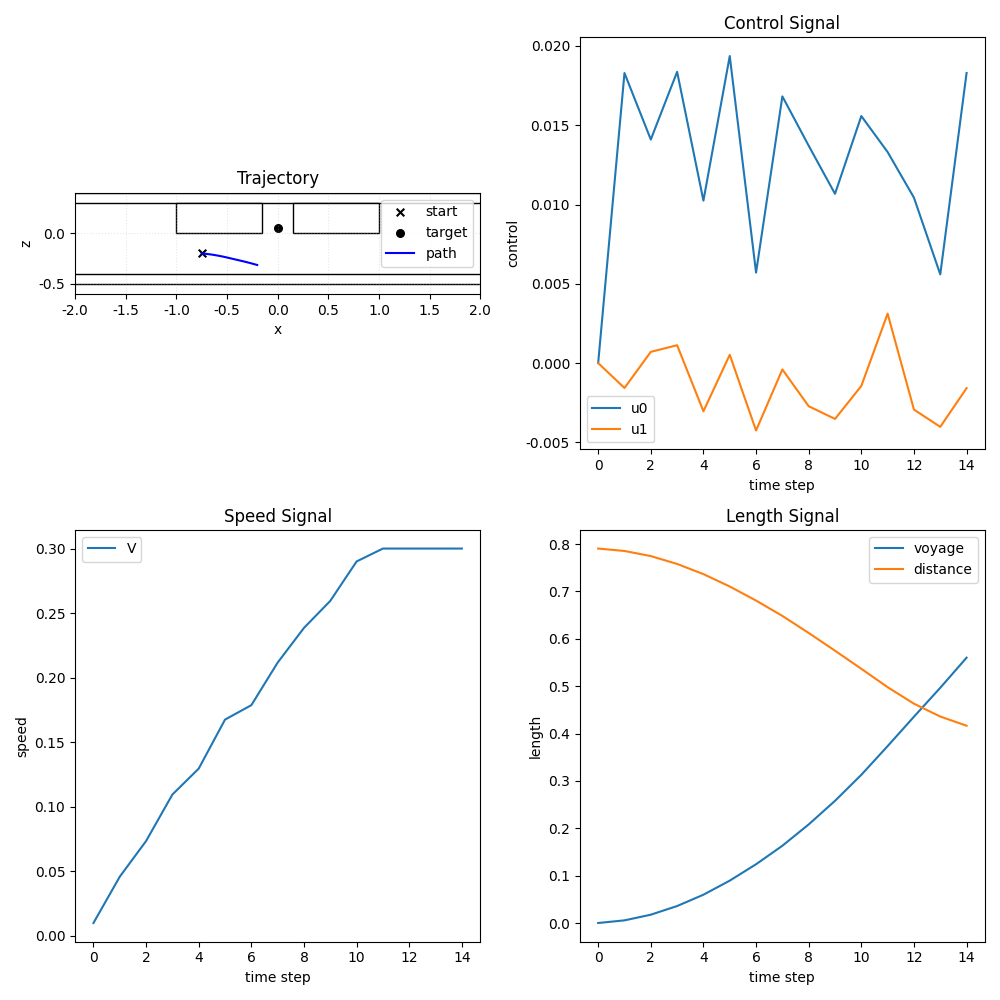 Trajectory
0.0
-0.5
z
-2.0 -1.5 -1.0 -0.5 0.0 0.5 1.0 1.5 2.0
x
start
target
path
Control Signal
0.020
0.015
0.010
0.005
0.000
-0.005
control
u0
u1
0 2 4 6 8 10 12 14
time step
Speed Signal
V
0.30
0.25
0.20
0.15
0.10
0.05
0.00
speed
0 2 4 6 8 10 12 14
time step
Length Signal
voyage
distance
0.8
0.7
0.6
0.5
0.4
0.3
0.2
0.1
0.0
length
0 2 4 6 8 10 12 14
time step